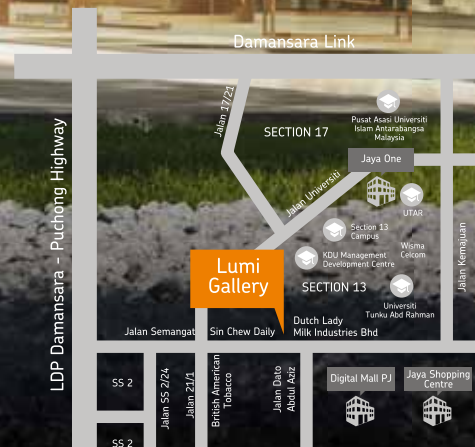 Damansara Link
LDP Damansara - Puchong Highway
Jalan 17/21
SECTION 17
Pusat Asasi Universiti
Islam Antarabangsa
Malaysia
Jaya One
Jalan Universiti
UTAR
Section 13
Campus
KDU Management
Development Centre
Wisma
Celcom
Jalan Kemajuan
Lumi
Gallery
SECTION 13
Universiti
Tunku Abd Rahman
Jalan Semangat
Sin Chew Daily
Dutch Lady
Milk Industries Bhd
SS 2
Jalan SS 2/24
Jalan 21/1
British American
Tobacco
Jalan Dato
Abdul Aziz
Digital Mall PJ
Jaya Shopping
Centre
SS 2